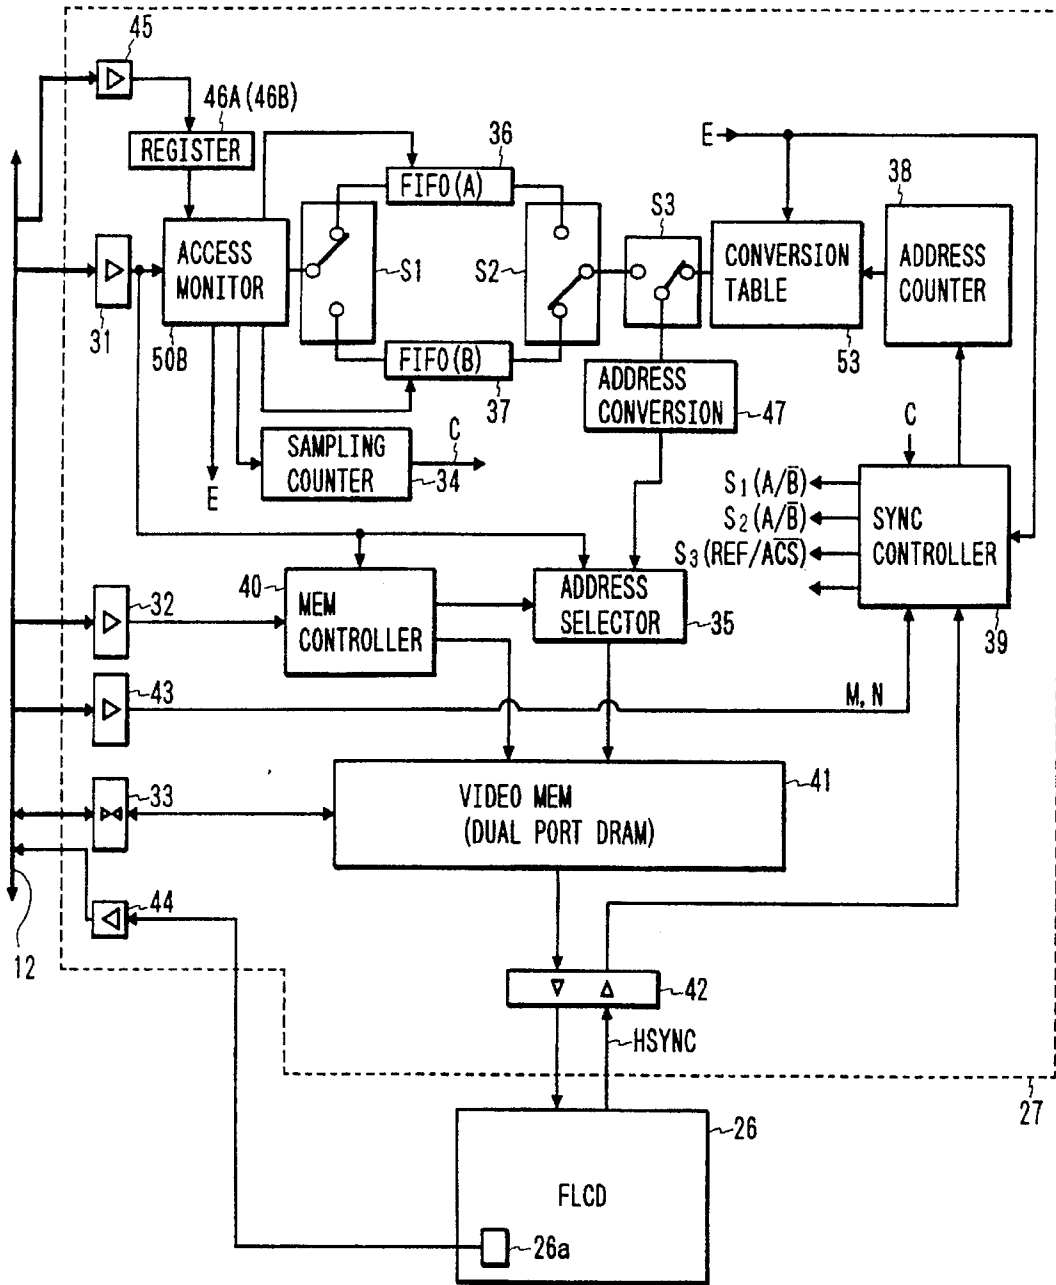 45
46A (46B)
REGISTER
36
FIFO(A)
E
38
S3
ACCESS
MONITOR
S1
S2
CONVERSION
TABLE
ADDRESS
COUNTER
31
50B
FIFO(B)
37
ADDRESS
CONVERSION
47
53
SAMPLING
COUNTER
34
C
E
C
S1(A/B̅)
S2(A/B̅)
S3(REF/A̅C̅S̅)
SYNC
CONTROLLER
39
40
32
MEM
CONTROLLER
ADDRESS
SELECTOR
35
43
M, N
33
VIDEO MEM
(DUAL PORT DRAM)
41
44
12
42
HSYNC
27
26
FLCD
26a